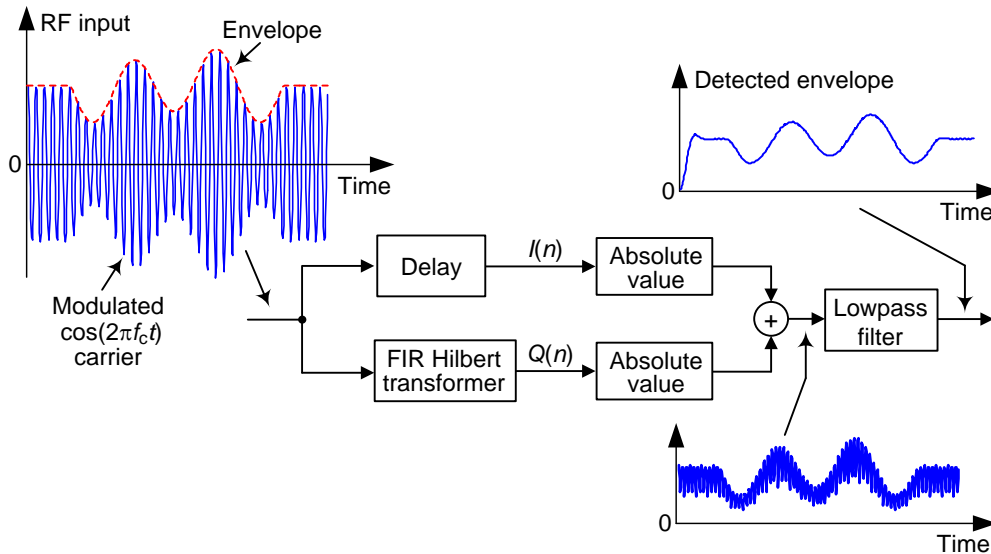 RF input
Envelope
0
Time
Modulated
cos(2πf_c t)
carrier
Detected envelope
0
Time
Delay
I(n)
Absolute
value
FIR Hilbert
transformer
Q(n)
Absolute
value
+
Lowpass
filter
0
Time